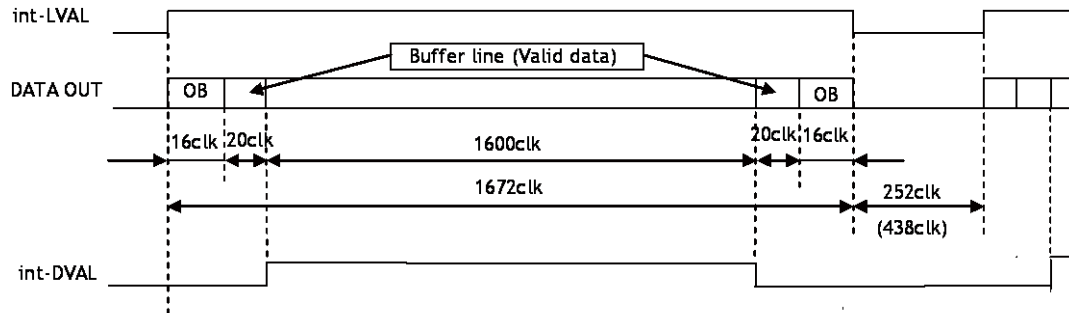 int-LVAL
Buffer line (Valid data)
DATA OUT
OB
OB
16clk
20clk
1600clk
20clk
16clk
1672clk
252clk
(438clk)
int-DVAL